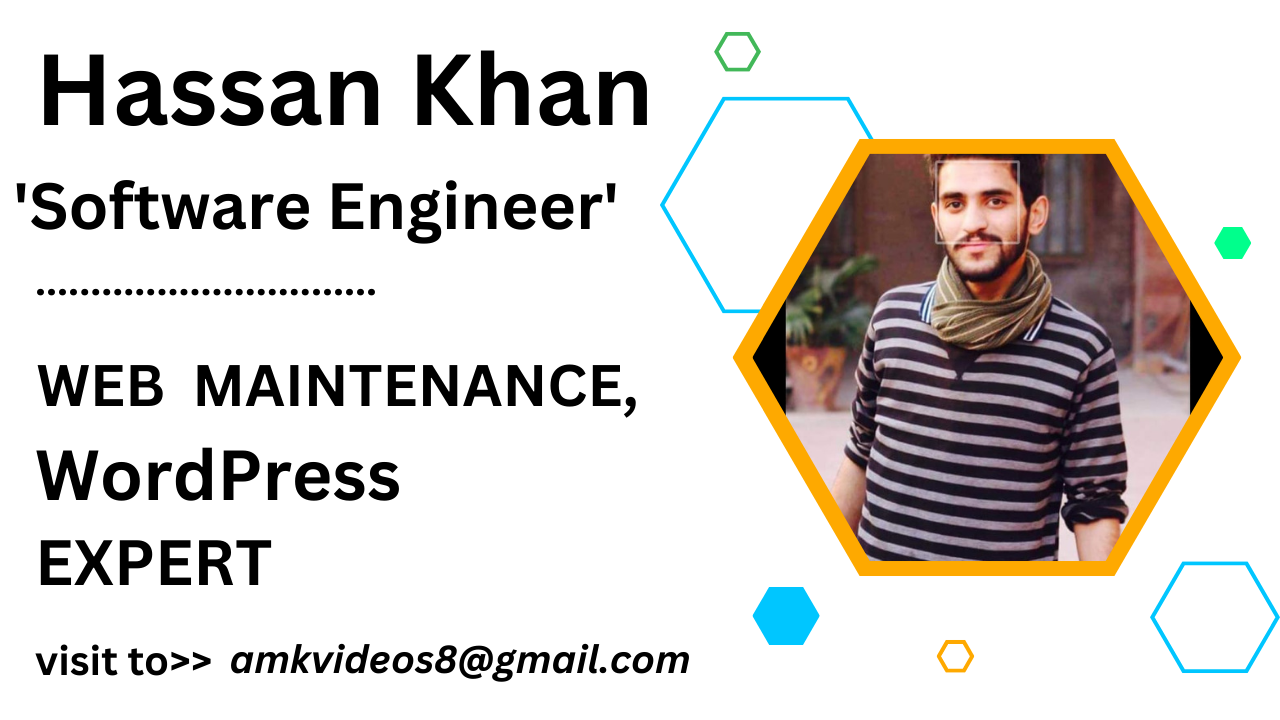 Hassan Khan
'Software Engineer'
...............................
WEB MAINTENANCE,
WordPress
EXPERT
visit to>> amkvideos8@gmail.com